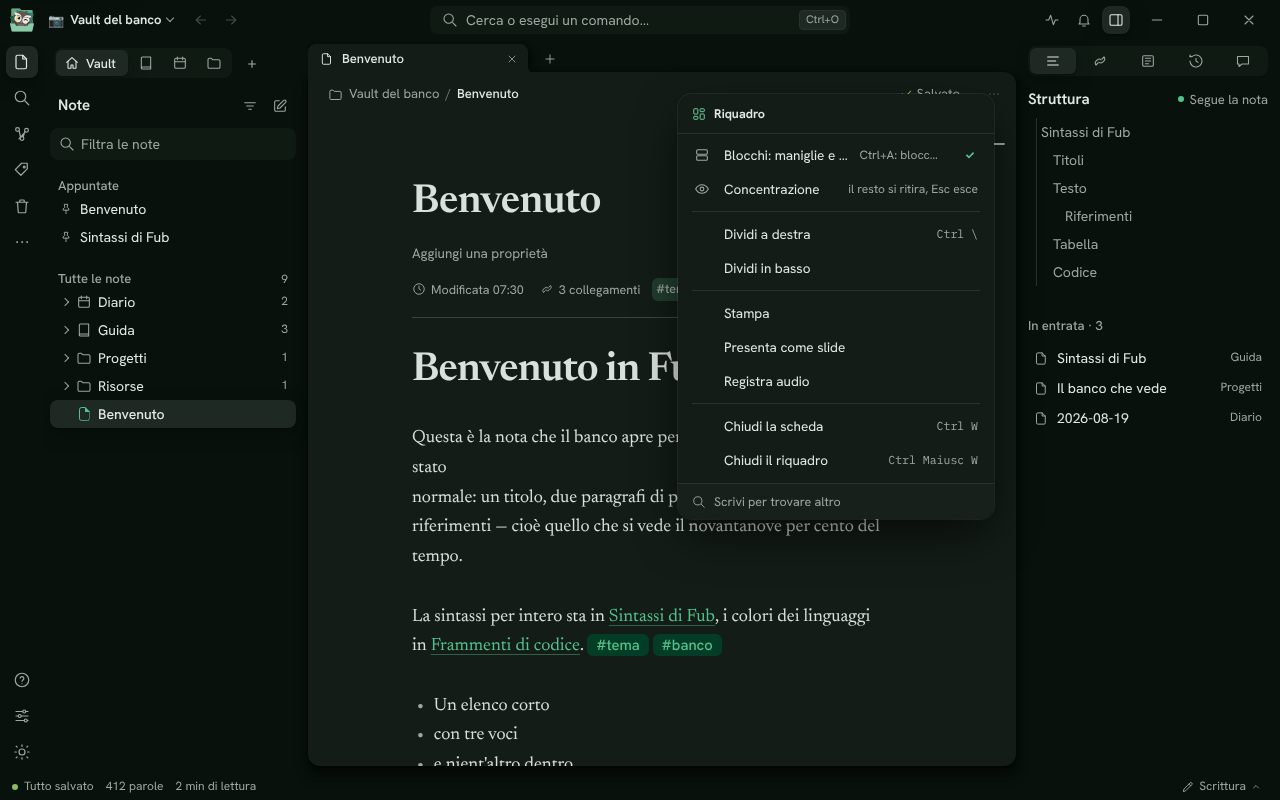 Vault del banco
Cerca o esegui un comando...
Ctrl+O
Vault
Note
Filtra le note
Appuntate
Benvenuto
Sintassi di Fub
Tutte le note 9
Diario 2
Guida 3
Progetti 1
Risorse 1
Benvenuto
Benvenuto
Vault del banco / Benvenuto
Salvato
Benvenuto
Aggiungi una proprietà
Modificata 07:30 3 collegamenti
Benvenuto in
Questa è la nota che il banco apre
stato
normale: un titolo, due paragrafi di
riferimenti — cioè quello che si vede il novantanove per cento del
tempo.
La sintassi per intero sta in Sintassi di Fub, i colori dei linguaggi
in Frammenti di codice. #tema #banco
Un elenco corto
con tre voci
e nient'altro dentro
Riquadro
Blocchi: maniglie e ... Ctrl+A: blocc...
Concentrazione il resto si ritira, Esc esce
Dividi a destra Ctrl \
Dividi in basso
Stampa
Presenta come slide
Registra audio
Chiudi la scheda Ctrl W
Chiudi il riquadro Ctrl Maiusc W
Scrivi per trovare altro
Struttura
Segue la nota
Sintassi di Fub
Titoli
Testo
Riferimenti
Tabella
Codice
In entrata · 3
Sintassi di Fub Guida
Il banco che vede Progetti
2026-08-19 Diario
Tutto salvato 412 parole 2 min di lettura
Scrittura